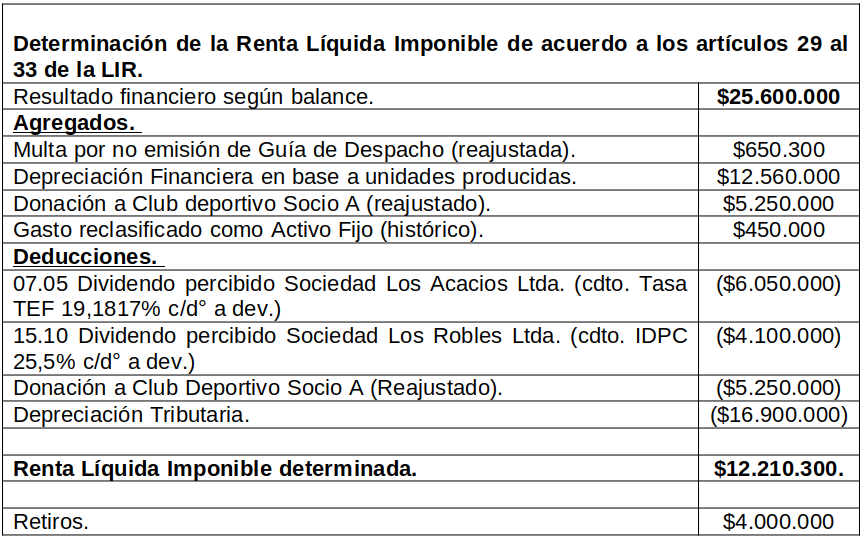 Determinación de la Renta Líquida Imponible de acuerdo a los artículos 29 al
33 de la LIR.
Resultado financiero según balance. $25.600.000
Agregados.
Multa por no emisión de Guía de Despacho (reajustada). $650.300
Depreciación Financiera en base a unidades producidas. $12.560.000
Donación a Club deportivo Socio A (reajustado). $5.250.000
Gasto reclasificado como Activo Fijo (histórico). $450.000
Deducciones.
07.05 Dividendo percibido Sociedad Los Acacios Ltda. (cdto. Tasa ($6.050.000)
TEF 19,1817% c/d° a dev.)
15.10 Dividendo percibido Sociedad Los Robles Ltda. (cdto. IDPC ($4.100.000)
25,5% c/d° a dev.)
Donación a Club Deportivo Socio A (Reajustado). ($5.250.000)
Depreciación Tributaria. ($16.900.000)
Renta Líquida Imponible determinada. $12.210.300.
Retiros. $4.000.000